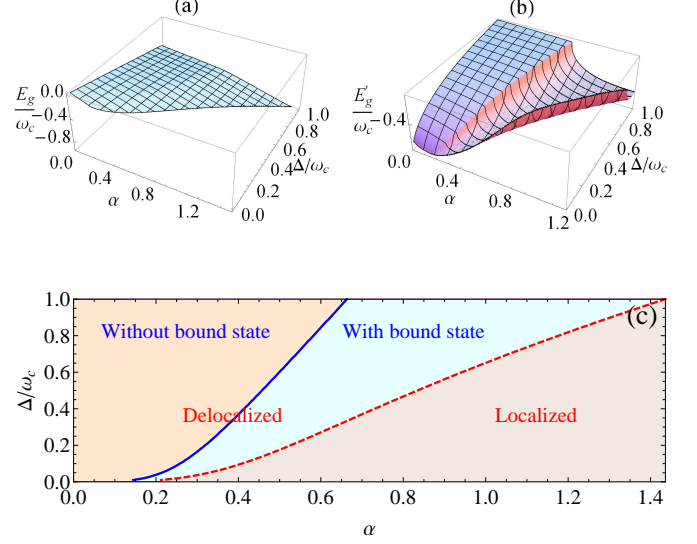 (a)
E_g/ω_c
0.0
−0.4
−0.8
0.0
0.4
0.8
1.2
α
0.0
0.2
0.4
0.6
0.8
1.0
Δ/ω_c
(b)
E'_g/ω_c
−0.4
0.0
0.4
0.8
1.2
α
0.0
0.2
0.4
0.6
0.8
1.0
Δ/ω_c
(c)
Without bound state
With bound state
Delocalized
Localized
Δ/ω_c
1.0
0.8
0.6
0.4
0.2
0.0
0.0 0.2 0.4 0.6 0.8 1.0 1.2 1.4
α